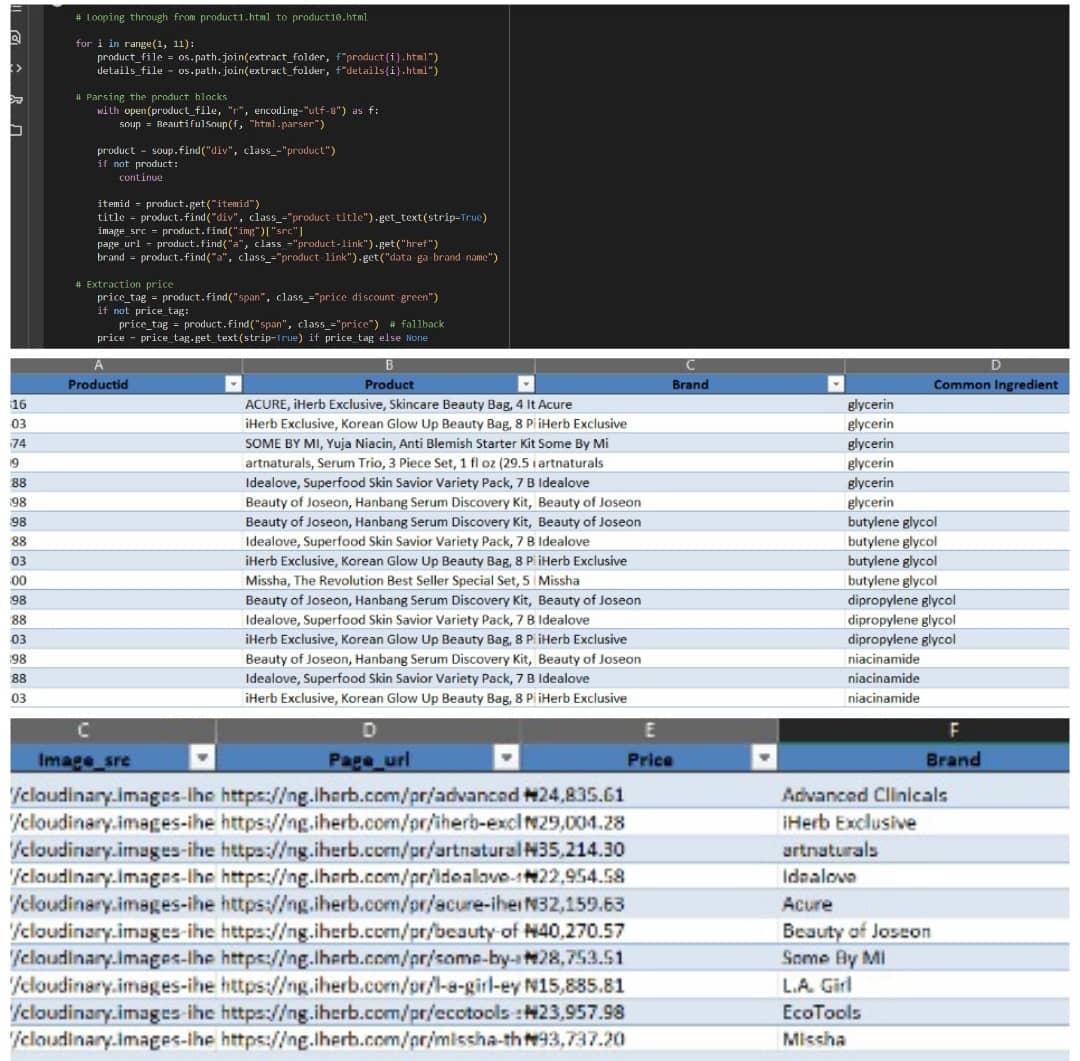 # Looping through from product1.html to product10.html
for i in range(1, 11):
product_file = os.path.join(extract_folder, f"product{i}.html")
details_file = os.path.join(extract_folder, f"details{i}.html")
# Parsing the product blocks
with open(product_file, "r", encoding="utf-8") as f:
soup = BeautifulSoup(f, "html.parser")
product = soup.find("div", class_="product")
if not product:
continue
itemid = product.get("itemid")
title = product.find("div", class_="product-title").get_text(strip=True)
image_src = product.find("img")["src"]
page_url = product.find("a", class_="product-link").get("href")
brand = product.find("a", class_="product-link").get("data-ga-brand-name")
# Extraction price
price_tag = product.find("span", class_="price discount-green")
if not price_tag:
price_tag = product.find("span", class_="price") # fallback
price = price_tag.get_text(strip=True) if price_tag else None
A B C D
Productid Product Brand Common Ingredient
16 ACURE, iHerb Exclusive, Skincare Beauty Bag, 4 It Acure glycerin
03 iHerb Exclusive, Korean Glow Up Beauty Bag, 8 Pi iHerb Exclusive glycerin
74 SOME BY MI, Yuja Niacin, Anti Blemish Starter Kit Some By Mi glycerin
9 artnaturals, Serum Trio, 3 Piece Set, 1 fl oz (29.5 artnaturals glycerin
88 Idealove, Superfood Skin Savior Variety Pack, 7 B Idealove glycerin
98 Beauty of Joseon, Hanbang Serum Discovery Kit, Beauty of Joseon glycerin
98 Beauty of Joseon, Hanbang Serum Discovery Kit, Beauty of Joseon butylene glycol
88 Idealove, Superfood Skin Savior Variety Pack, 7 B Idealove butylene glycol
03 iHerb Exclusive, Korean Glow Up Beauty Bag, 8 Pi iHerb Exclusive butylene glycol
00 Missha, The Revolution Best Seller Special Set, 5 Missha butylene glycol
98 Beauty of Joseon, Hanbang Serum Discovery Kit, Beauty of Joseon dipropylene glycol
88 Idealove, Superfood Skin Savior Variety Pack, 7 B Idealove dipropylene glycol
03 iHerb Exclusive, Korean Glow Up Beauty Bag, 8 Pi iHerb Exclusive dipropylene glycol
98 Beauty of Joseon, Hanbang Serum Discovery Kit, Beauty of Joseon niacinamide
88 Idealove, Superfood Skin Savior Variety Pack, 7 B Idealove niacinamide
03 iHerb Exclusive, Korean Glow Up Beauty Bag, 8 Pi iHerb Exclusive niacinamide
C D E F
Image_src Page_url Price Brand
//cloudinary.images-ihe https://ng.iherb.com/pr/advanced ₦24,835.61 Advanced Clinicals
//cloudinary.images-ihe https://ng.iherb.com/pr/iherb-excl ₦29,004.28 iHerb Exclusive
//cloudinary.images-ihe https://ng.iherb.com/pr/artnatural ₦35,214.30 artnaturals
//cloudinary.images-ihe https://ng.iherb.com/pr/idealove- ₦22,954.58 Idealove
//cloudinary.images-ihe https://ng.iherb.com/pr/acure-iher ₦32,159.63 Acure
//cloudinary.images-ihe https://ng.iherb.com/pr/beauty-of ₦40,270.57 Beauty of Joseon
//cloudinary.images-ihe https://ng.iherb.com/pr/some-by- ₦28,753.51 Some By Mi
//cloudinary.images-ihe https://ng.iherb.com/pr/l-a-girl-ey ₦15,885.81 L.A. Girl
//cloudinary.images-ihe https://ng.iherb.com/pr/ecotools- ₦23,957.98 EcoTools
//cloudinary.images-ihe https://ng.iherb.com/pr/missha-th ₦93,737.20 Missha